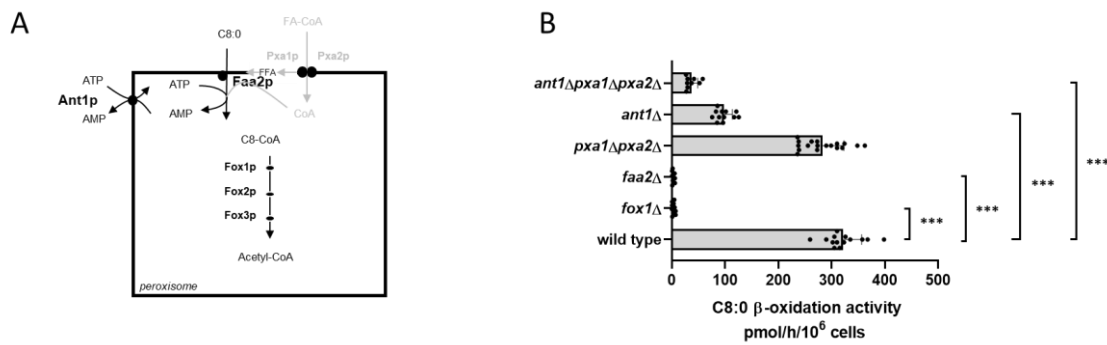 A
FA-CoA
C8:0
Pxa1p Pxa2p
FFA
Faa2p
ATP
ATP
Ant1p
AMP
AMP
CoA
C8-CoA
Fox1p
Fox2p
Fox3p
Acetyl-CoA
peroxisome
B
ant1Δpxa1Δpxa2Δ
ant1Δ
pxa1Δpxa2Δ
faa2Δ
fox1Δ
wild type
***
***
***
***
0 100 200 300 400 500
C8:0 β-oxidation activity
pmol/h/10⁶ cells